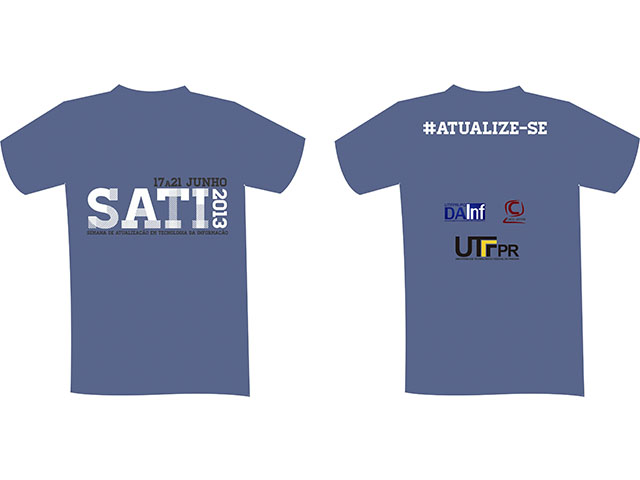 17 A 21 JUNHO
SATI
2013
SEMANA DE ATUALIZAÇÃO EM TECNOLOGIA DA INFORMAÇÃO
#ATUALIZE-SE
DAInf
UTFPR